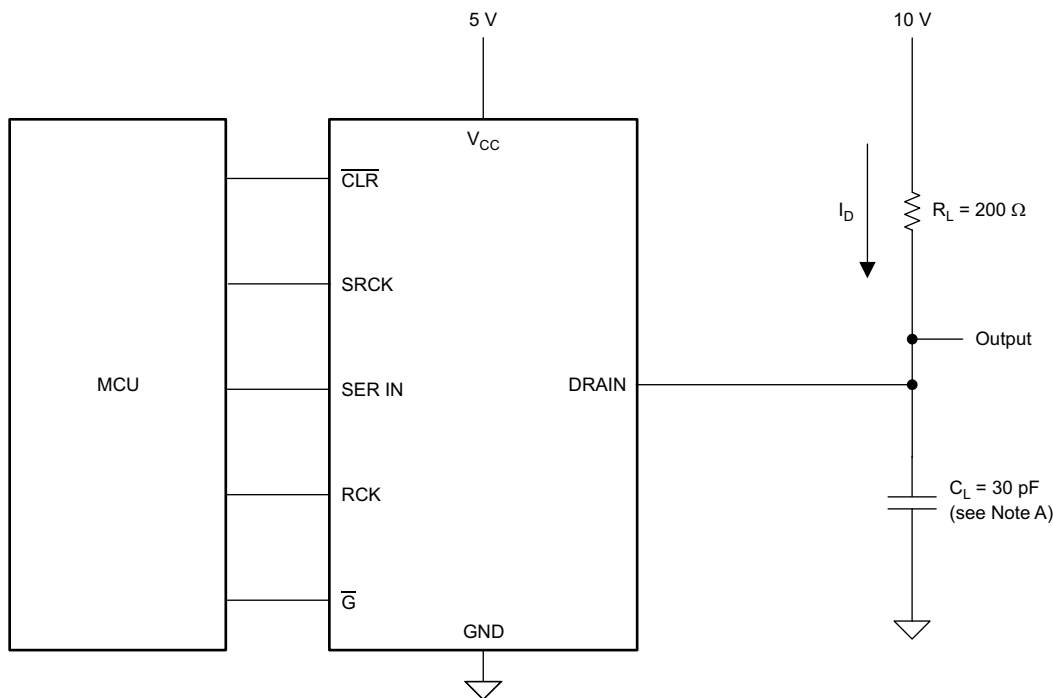 5 V
10 V
V_CC
C̅L̅R̅
SRCK
MCU
SER IN
DRAIN
RCK
G̅
GND
I_D
R_L = 200 Ω
Output
C_L = 30 pF
(see Note A)